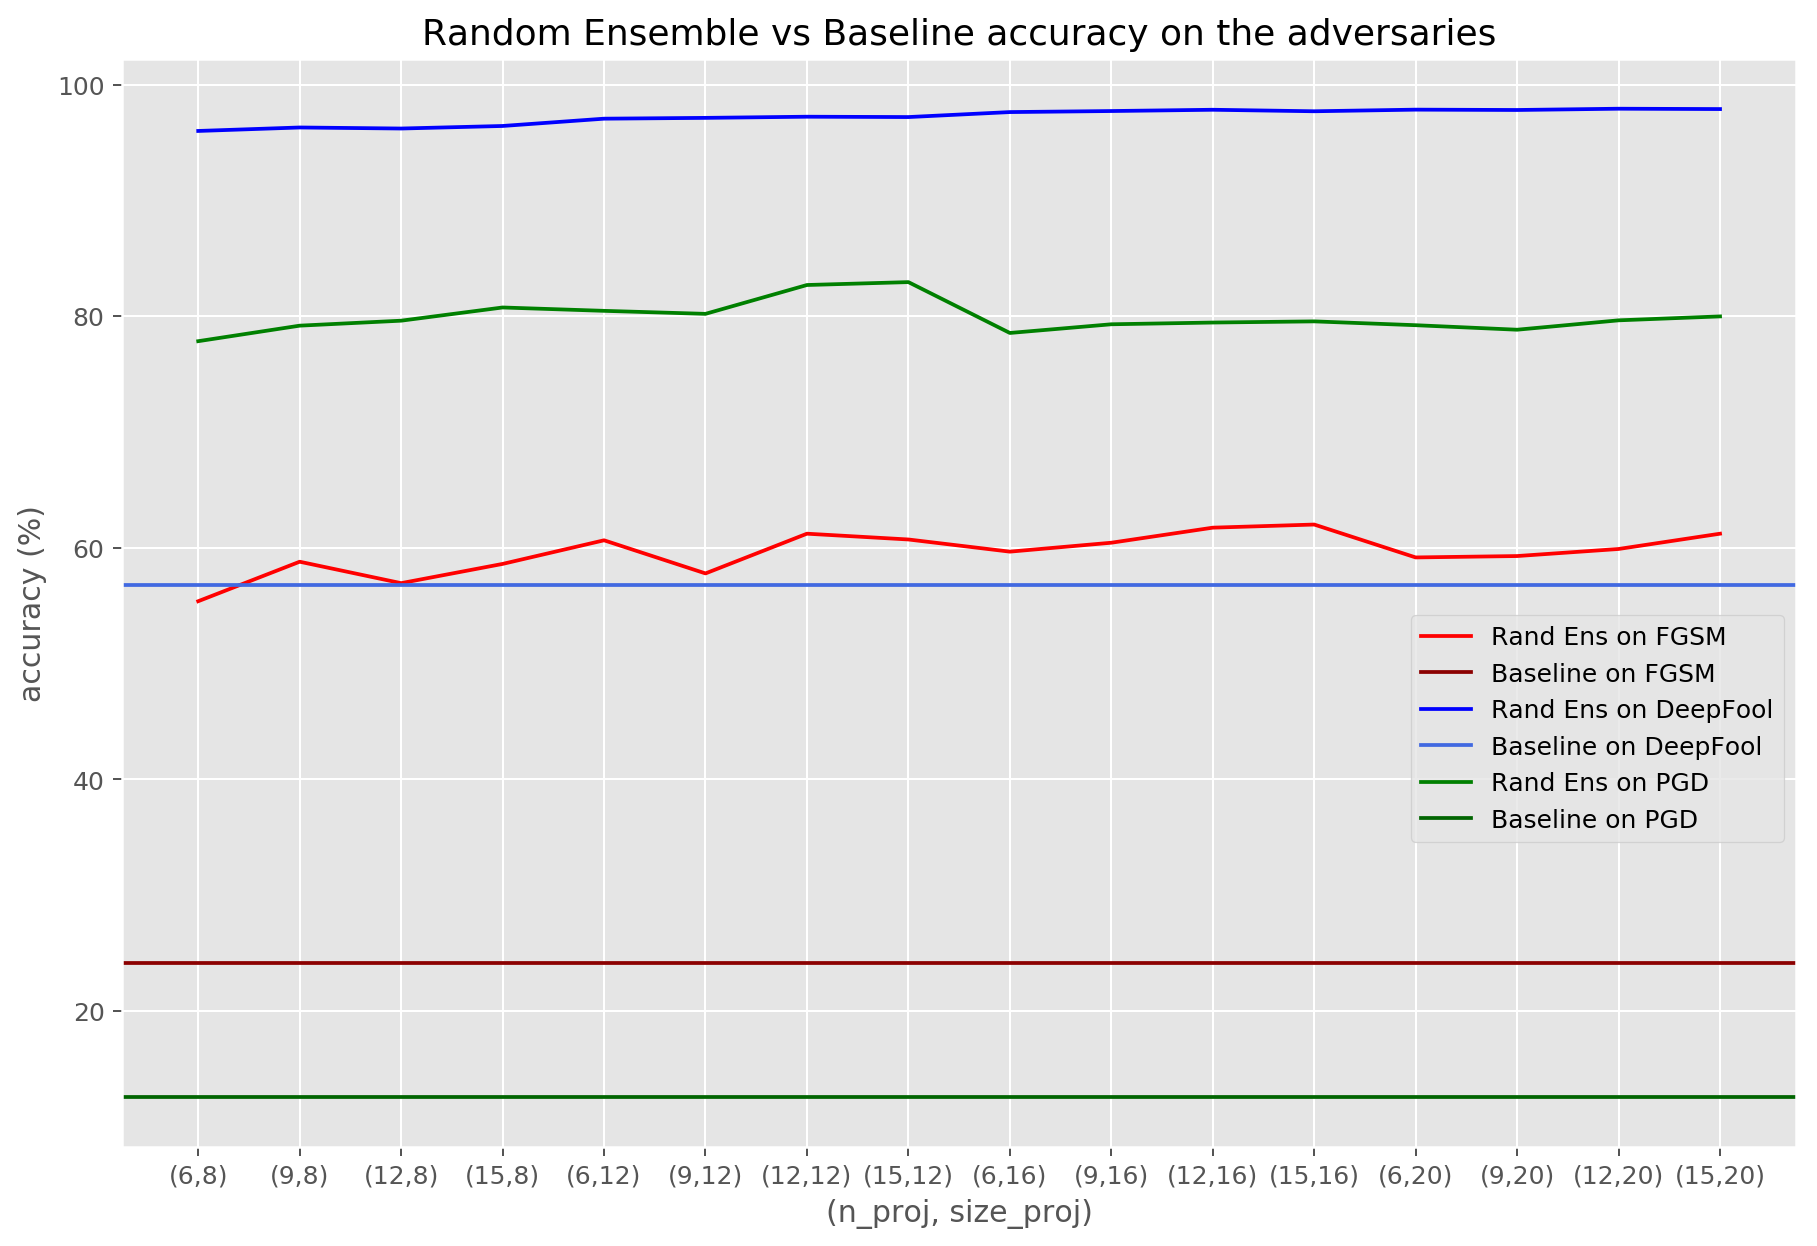 Random Ensemble vs Baseline accuracy on the adversaries
100
80
60
40
20
accuracy (%)
Rand Ens on FGSM
Baseline on FGSM
Rand Ens on DeepFool
Baseline on DeepFool
Rand Ens on PGD
Baseline on PGD
(6,8) (9,8) (12,8) (15,8) (6,12) (9,12) (12,12) (15,12) (6,16) (9,16) (12,16) (15,16) (6,20) (9,20) (12,20) (15,20)
(n_proj, size_proj)